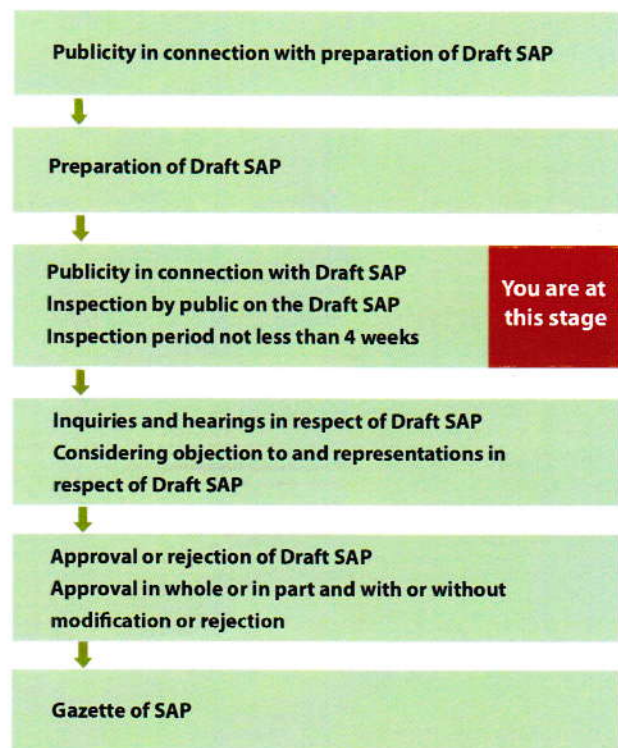 Publicity in connection with preparation of Draft SAP
Preparation of Draft SAP
Publicity in connection with Draft SAP
Inspection by public on the Draft SAP
Inspection period not less than 4 weeks
You are at
this stage
Inquiries and hearings in respect of Draft SAP
Considering objection to and representations in
respect of Draft SAP
Approval or rejection of Draft SAP
Approval in whole or in part and with or without
modification or rejection
Gazette of SAP